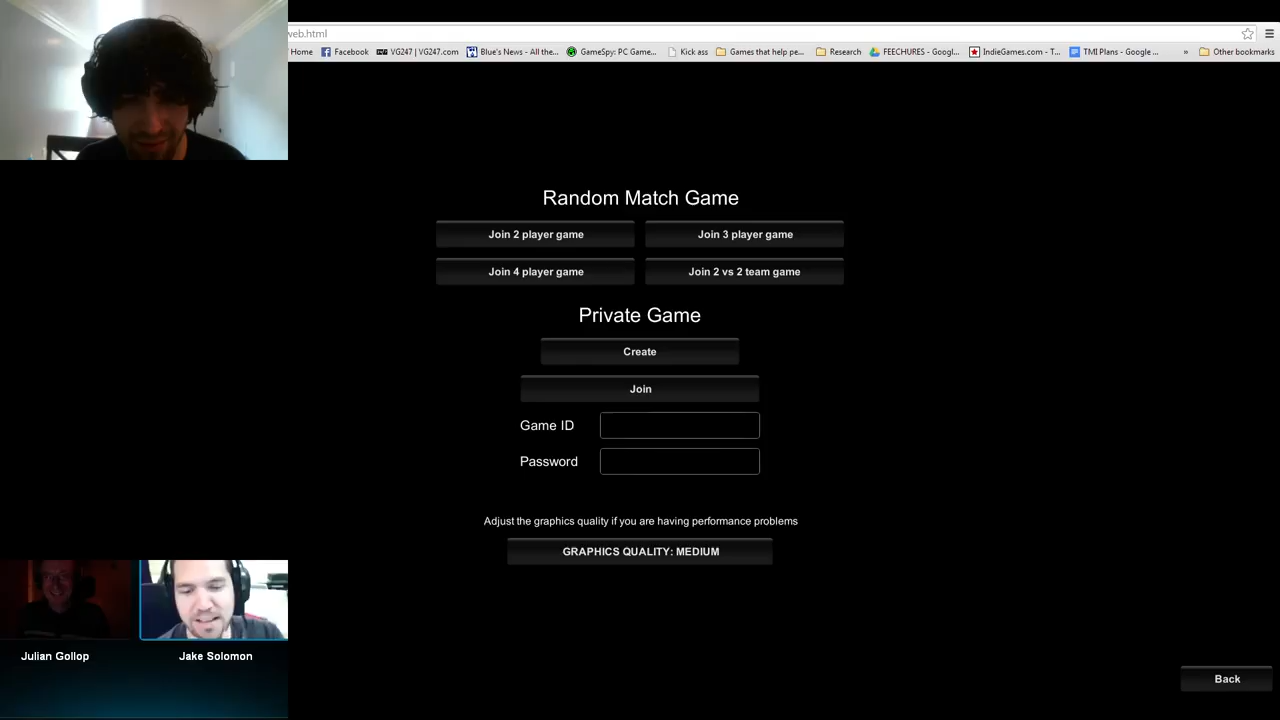 web.html
Home
Facebook
VG247 | VG247.com
Blue's News - All the...
GameSpy: PC Game...
Kick ass
Games that help pe...
Research
FEECHURES - Googl...
IndieGames.com - T...
TMI Plans - Google ...
»
Other bookmarks
Random Match Game
Join 2 player game
Join 3 player game
Join 4 player game
Join 2 vs 2 team game
Private Game
Create
Join
Game ID
Password
Adjust the graphics quality if you are having performance problems
GRAPHICS QUALITY: MEDIUM
Julian Gollop
Jake Solomon
Back